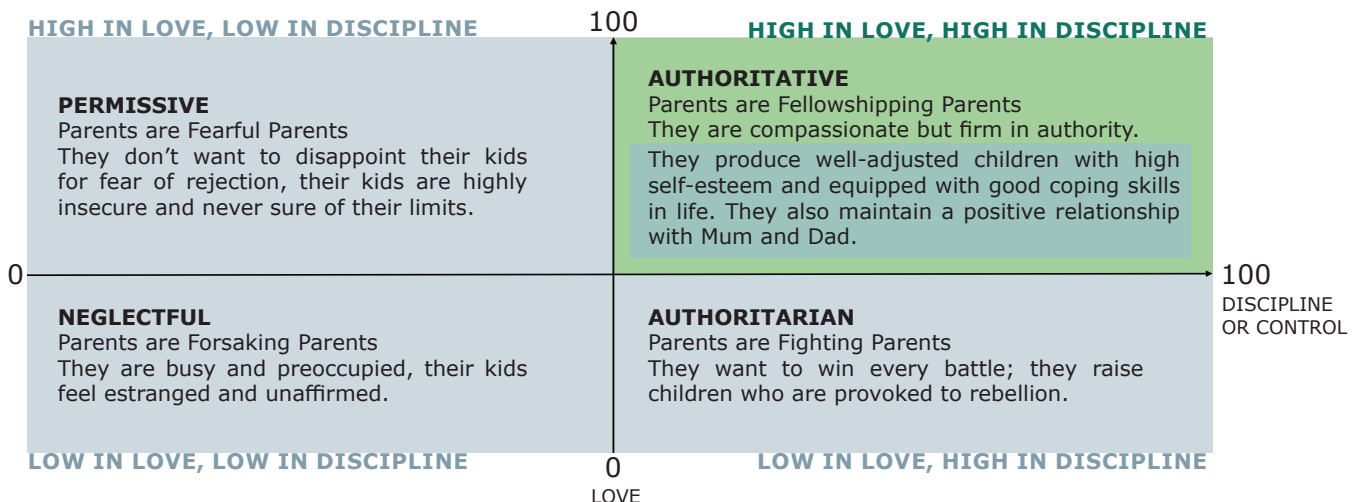 HIGH IN LOVE, LOW IN DISCIPLINE
100
HIGH IN LOVE, HIGH IN DISCIPLINE
PERMISSIVE
Parents are Fearful Parents
They don’t want to disappoint their kids
for fear of rejection, their kids are highly
insecure and never sure of their limits.
AUTHORITATIVE
Parents are Fellowshipping Parents
They are compassionate but firm in authority.
They produce well-adjusted children with high
self-esteem and equipped with good coping skills
in life. They also maintain a positive relationship
with Mum and Dad.
0
100
DISCIPLINE
OR CONTROL
NEGLECTFUL
Parents are Forsaking Parents
They are busy and preoccupied, their kids
feel estranged and unaffirmed.
AUTHORITARIAN
Parents are Fighting Parents
They want to win every battle; they raise
children who are provoked to rebellion.
LOW IN LOVE, LOW IN DISCIPLINE
0
LOVE
LOW IN LOVE, HIGH IN DISCIPLINE